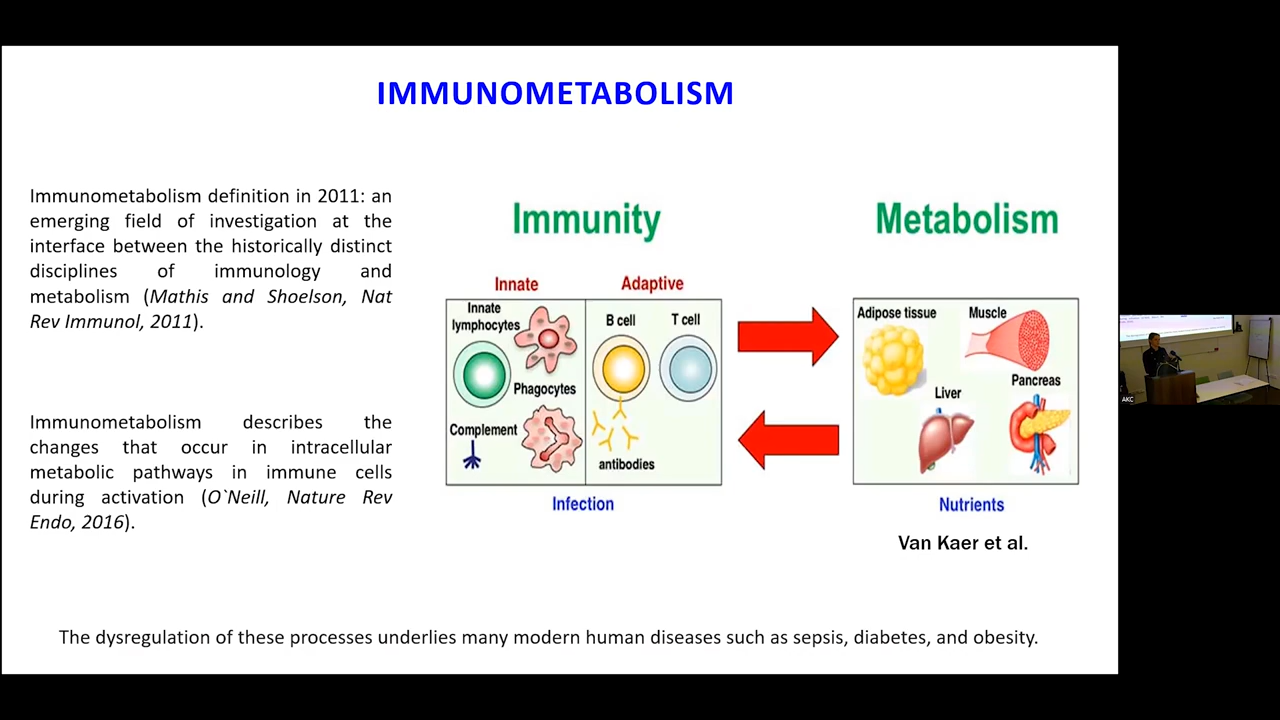 IMMUNOMETABOLISM
Immunometabolism definition in 2011: an
emerging field of investigation at the
interface between the historically distinct
disciplines of immunology and
metabolism (Mathis and Shoelson, Nat
Rev Immunol, 2011).
Immunometabolism describes the
changes that occur in intracellular
metabolic pathways in immune cells
during activation (O`Neill, Nature Rev
Endo, 2016).
Immunity
Innate
Adaptive
Innate
lymphocytes
Phagocytes
Complement
B cell
T cell
antibodies
Infection
Metabolism
Adipose tissue
Muscle
Liver
Pancreas
Nutrients
Van Kaer et al.
The dysregulation of these processes underlies many modern human diseases such as sepsis, diabetes, and obesity.
AKC